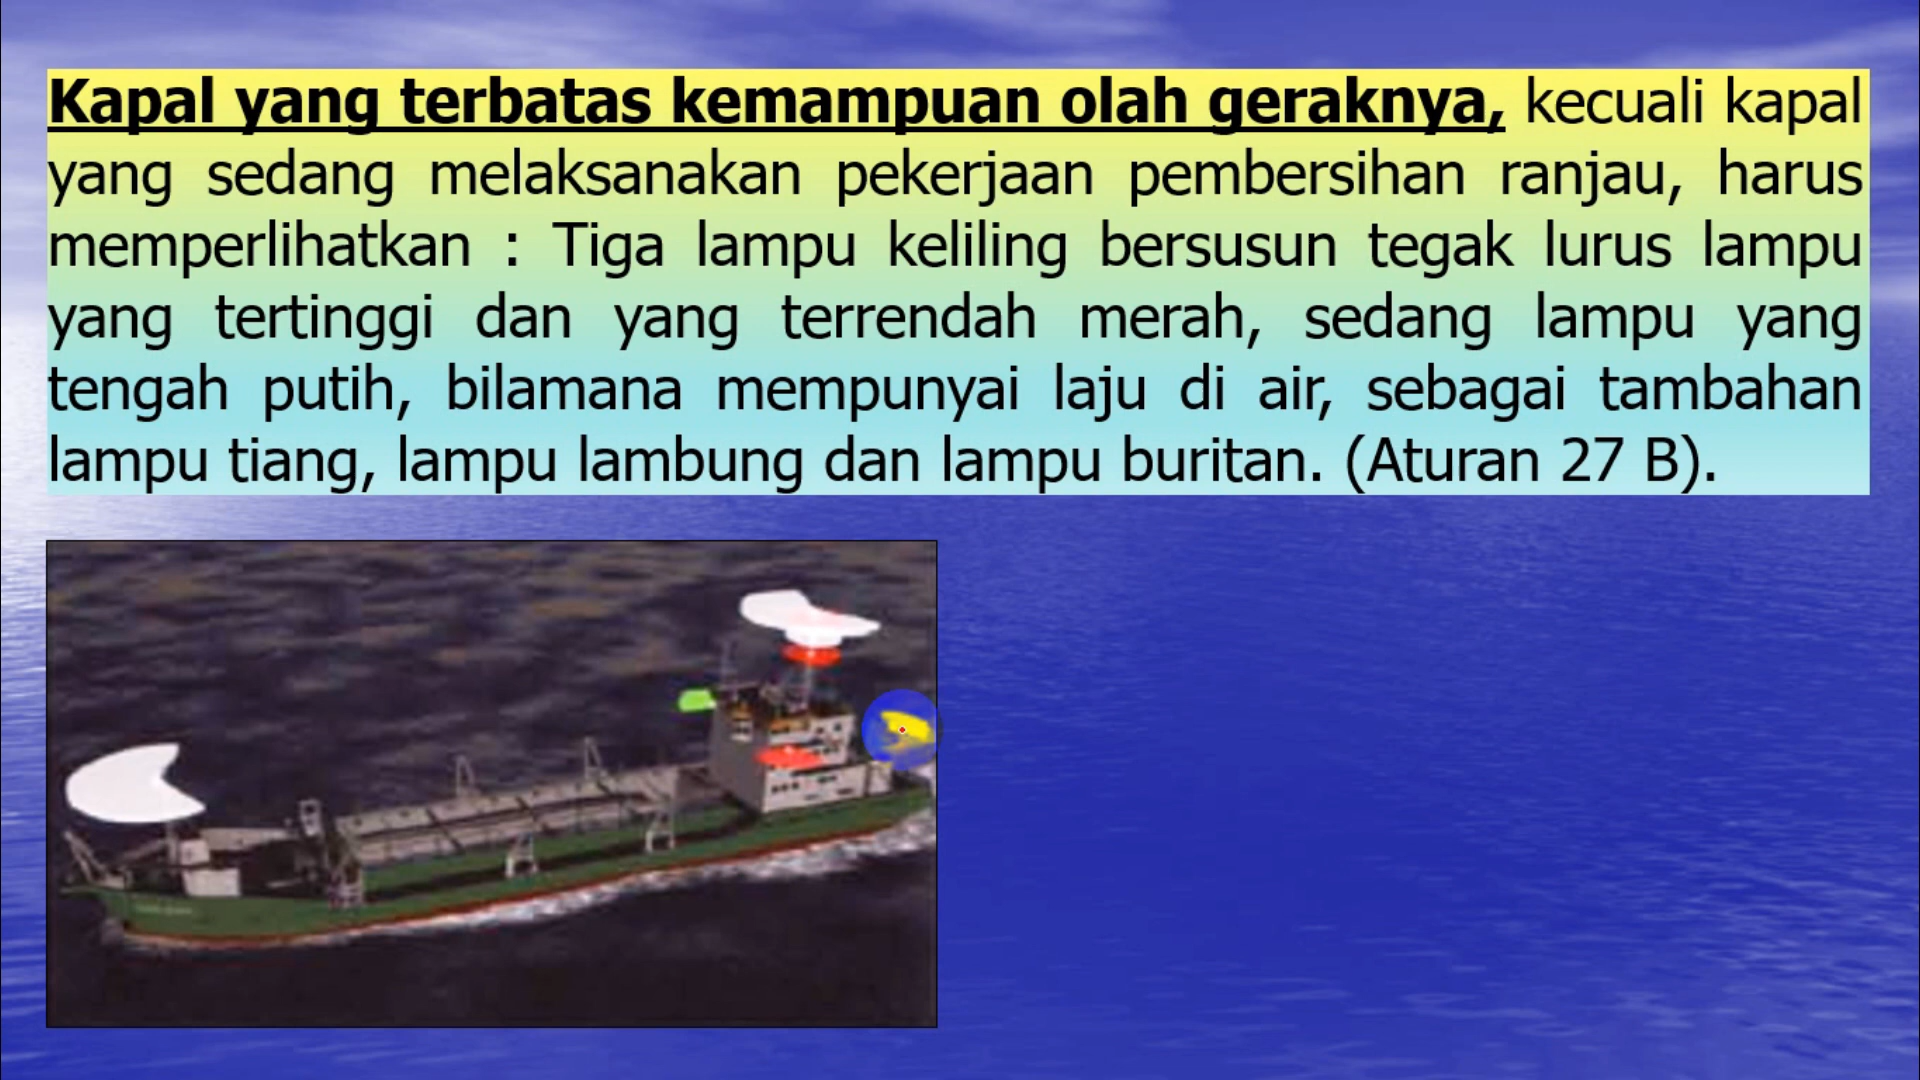 Kapal yang terbatas kemampuan olah geraknya, kecuali kapal
yang sedang melaksanakan pekerjaan pembersihan ranjau, harus
memperlihatkan : Tiga lampu keliling bersusun tegak lurus lampu
yang tertinggi dan yang terrendah merah, sedang lampu yang
tengah putih, bilamana mempunyai laju di air, sebagai tambahan
lampu tiang, lampu lambung dan lampu buritan. (Aturan 27 B).